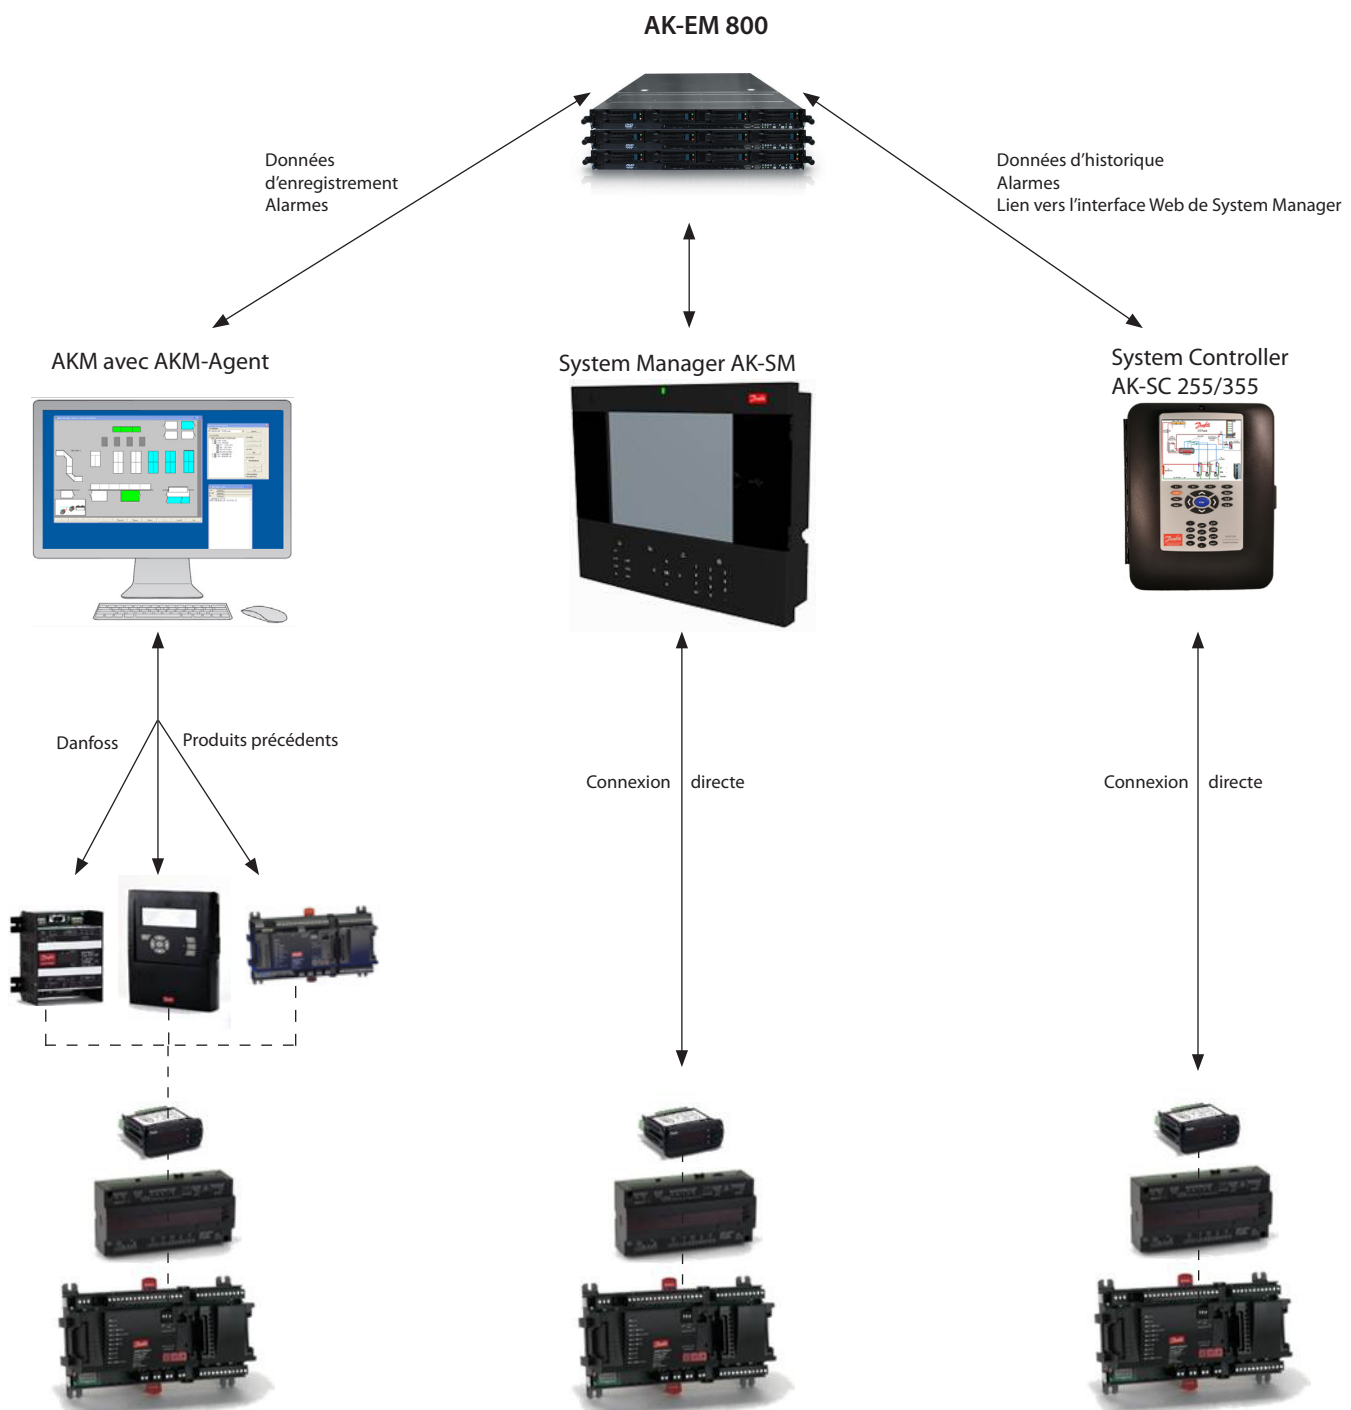 AK-EM 800
Données
d’enregistrement
Alarmes
Données d’historique
Alarmes
Lien vers l’interface Web de System Manager
AKM avec AKM-Agent
System Manager AK-SM
System Controller
AK-SC 255/355
Danfoss
Produits précédents
Connexion directe
Connexion directe